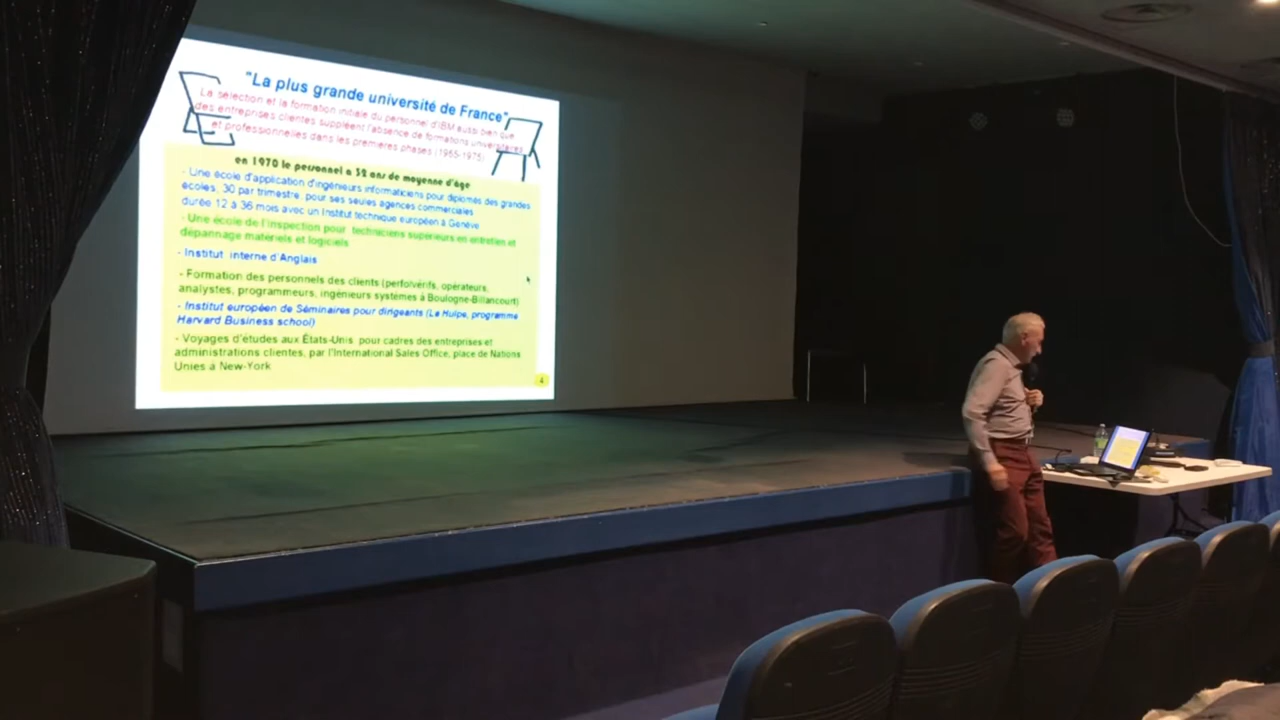 "La plus grande université de France"
La sélection et la formation initiale du personnel d'IBM aussi bien que
des entreprises clientes suppléent l'absence de formations universitaires
et professionnelles dans les premières phases (1955-1975)
en 1970 le personnel a 32 ans de moyenne d'âge
- Une école d'application d'ingénieurs informaticiens pour diplomés des grandes
écoles, 30 par trimestre pour ses seules agences commerciales
durée 12 à 36 mois avec un Institut technique européen à Genève
- Une école de l'inspection pour techniciens supérieurs en entretien et
dépannage matériels et logiciels
- Institut interne d'Anglais
- Formation des personnels des clients (perfo/vérifs, opérateurs,
analystes, programmeurs, ingénieurs systèmes à Boulogne-Billancourt)
- Institut européen de Séminaires pour dirigeants (La Hulpe, programme
Harvard Business school)
- Voyages d'études aux États-Unis pour cadres des entreprises et
administrations clientes, par l'International Sales Office, place de Nations
Unies à New-York
4